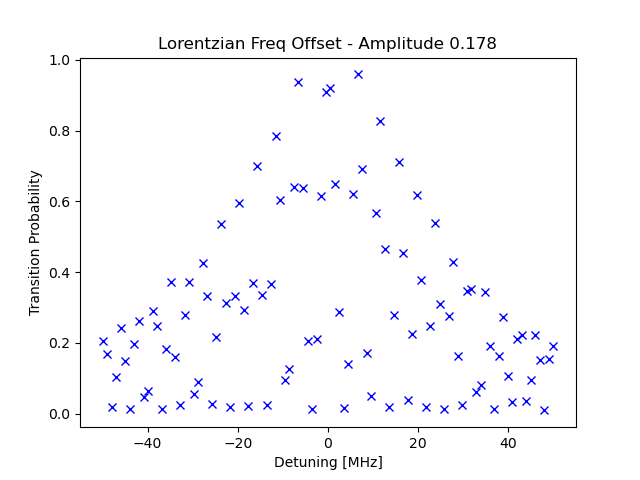 Lorentzian Freq Offset - Amplitude 0.178
1.0
0.8
0.6
0.4
0.2
0.0
Transition Probability
−40 −20 0 20 40
Detuning [MHz]